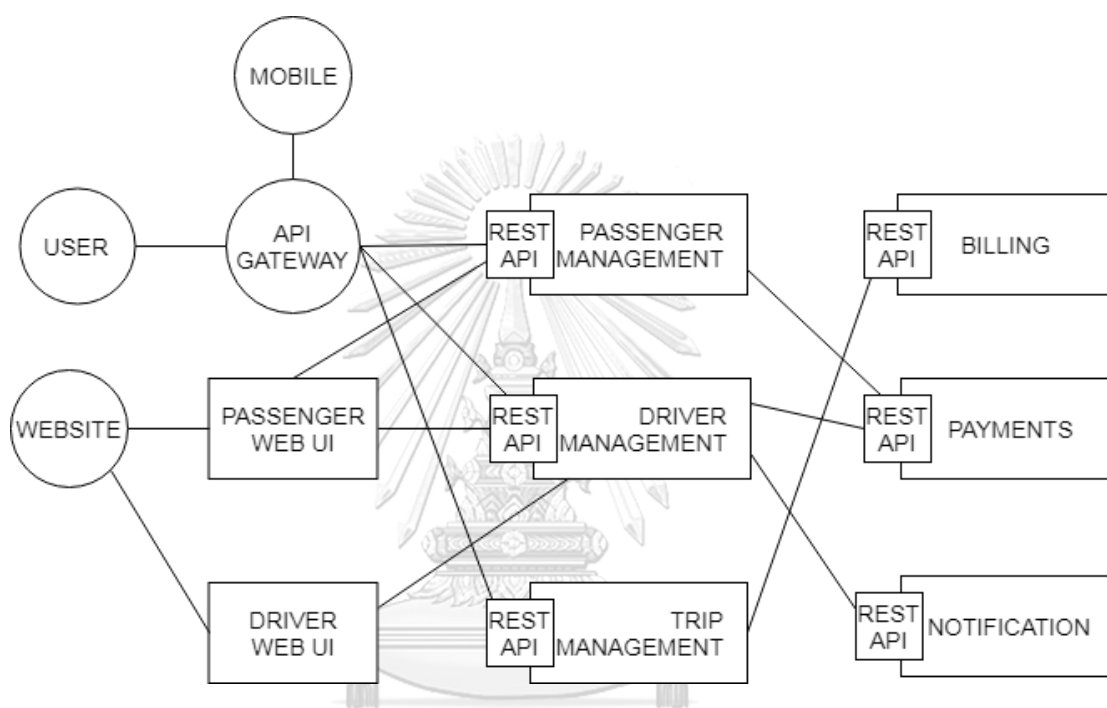 MOBILE
USER
API
GATEWAY
REST
API
PASSENGER
MANAGEMENT
REST
API
BILLING
WEBSITE
PASSENGER
WEB UI
REST
API
DRIVER
MANAGEMENT
REST
API
PAYMENTS
DRIVER
WEB UI
REST
API
TRIP
MANAGEMENT
REST
API
NOTIFICATION